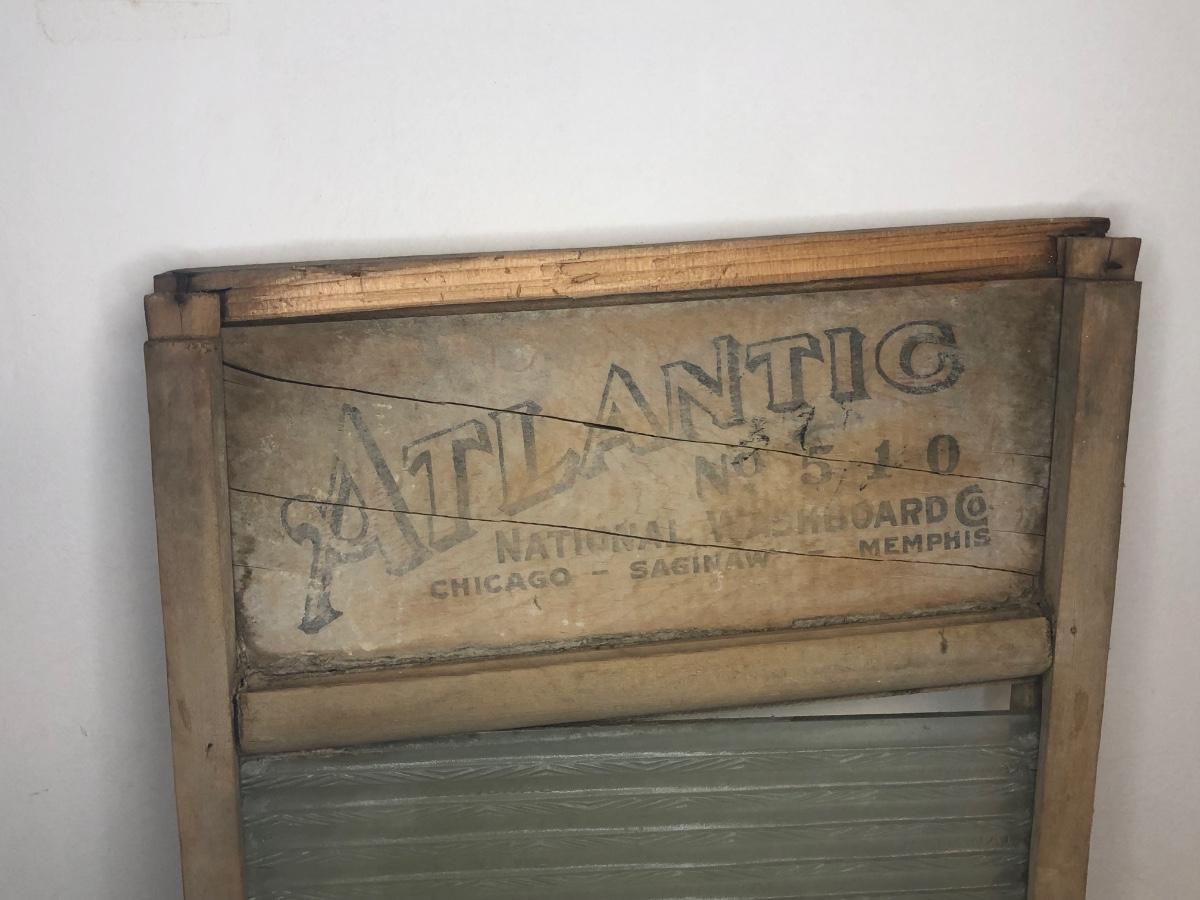 ATLANTIC
No 510
NATIONAL WASHBOARD Co
CHICAGO - SAGINAW - MEMPHIS